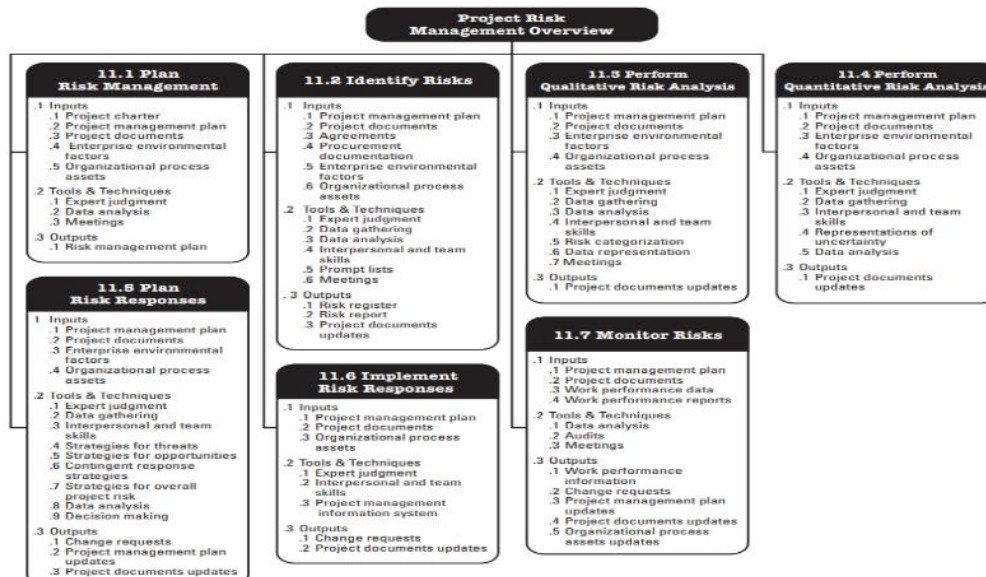 Project Risk
Management Overview
11.1 Plan
Risk Management
.1 Inputs
.1 Project charter
.2 Project management plan
.3 Project documents
.4 Enterprise environmental
factors
.5 Organizational process
assets
.2 Tools & Techniques
.1 Expert judgment
.2 Data analysis
.3 Meetings
.3 Outputs
.1 Risk management plan
11.2 Identify Risks
.1 Inputs
.1 Project management plan
.2 Project documents
.3 Agreements
.4 Procurement
documentation
.5 Enterprise environmental
factors
.6 Organizational process
assets
.2 Tools & Techniques
.1 Expert judgment
.2 Data gathering
.3 Data analysis
.4 Interpersonal and team
skills
.5 Prompt lists
.6 Meetings
.3 Outputs
.1 Risk register
.2 Risk report
.3 Project documents
updates
11.3 Perform
Qualitative Risk Analysis
.1 Inputs
.1 Project management plan
.2 Project documents
.3 Enterprise environmental
factors
.4 Organizational process
assets
.2 Tools & Techniques
.1 Expert judgment
.2 Data gathering
.3 Data analysis
.4 Interpersonal and team
skills
.5 Risk categorization
.6 Data representation
.7 Meetings
.3 Outputs
.1 Project documents updates
11.4 Perform
Quantitative Risk Analysis
.1 Inputs
.1 Project management plan
.2 Project documents
.3 Enterprise environmental
factors
.4 Organizational process
assets
.2 Tools & Techniques
.1 Expert judgment
.2 Data gathering
.3 Interpersonal and team
skills
.4 Representations of
uncertainty
.5 Data analysis
.3 Outputs
.1 Project documents
updates
11.5 Plan
Risk Responses
1 Inputs
.1 Project management plan
.2 Project documents
.3 Enterprise environmental
factors
.4 Organizational process
assets
.2 Tools & Techniques
.1 Expert judgment
.2 Data gathering
.3 Interpersonal and team
skills
.4 Strategies for threats
.5 Strategies for opportunities
.6 Contingent response
strategies
.7 Strategies for overall
project risk
.8 Data analysis
.9 Decision making
.3 Outputs
.1 Change requests
.2 Project management plan
updates
.3 Project documents updates
11.6 Implement
Risk Responses
.1 Inputs
.1 Project management plan
.2 Project documents
.3 Organizational process
assets
.2 Tools & Techniques
.1 Expert judgment
.2 Interpersonal and team
skills
.3 Project management
information system
.3 Outputs
.1 Change requests
.2 Project documents updates
11.7 Monitor Risks
.1 Inputs
.1 Project management plan
.2 Project documents
.3 Work performance data
.4 Work performance reports
.2 Tools & Techniques
.1 Data analysis
.2 Audits
.3 Meetings
.3 Outputs
.1 Work performance
information
.2 Change requests
.3 Project management plan
updates
.4 Project documents updates
.5 Organizational process
assets updates